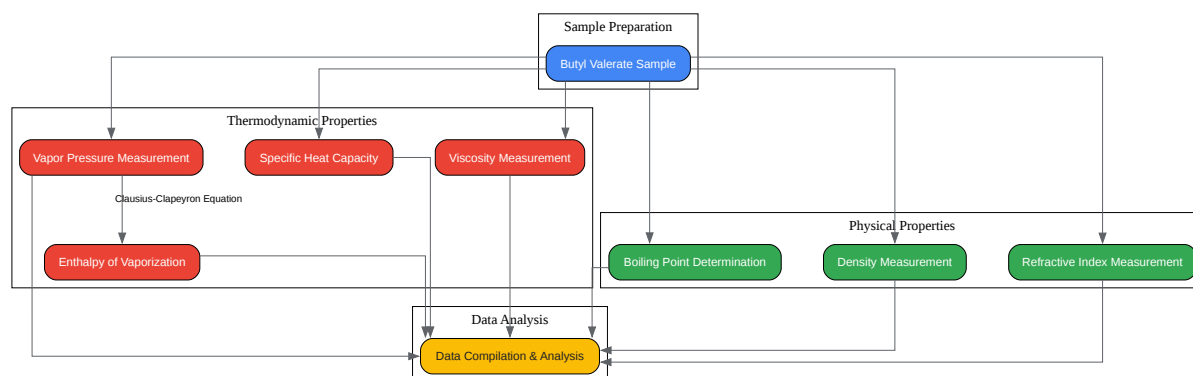 Sample Preparation
Butyl Valerate Sample
Thermodynamic Properties
Vapor Pressure Measurement
Specific Heat Capacity
Viscosity Measurement
Clausius-Clapeyron Equation
Enthalpy of Vaporization
Physical Properties
Boiling Point Determination
Density Measurement
Refractive Index Measurement
Data Analysis
Data Compilation & Analysis